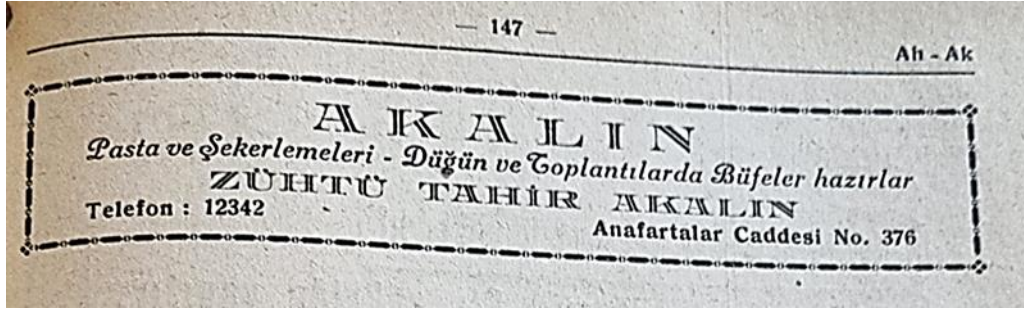 — 147 —
Ah - Ak
AKALIN
Pasta ve Şekerlemeleri - Düğün ve Toplantılarda Büfeler hazırlar
ZÜHTÜ TAHİR AKALIN
Telefon : 12342
Anafartalar Caddesi No. 376